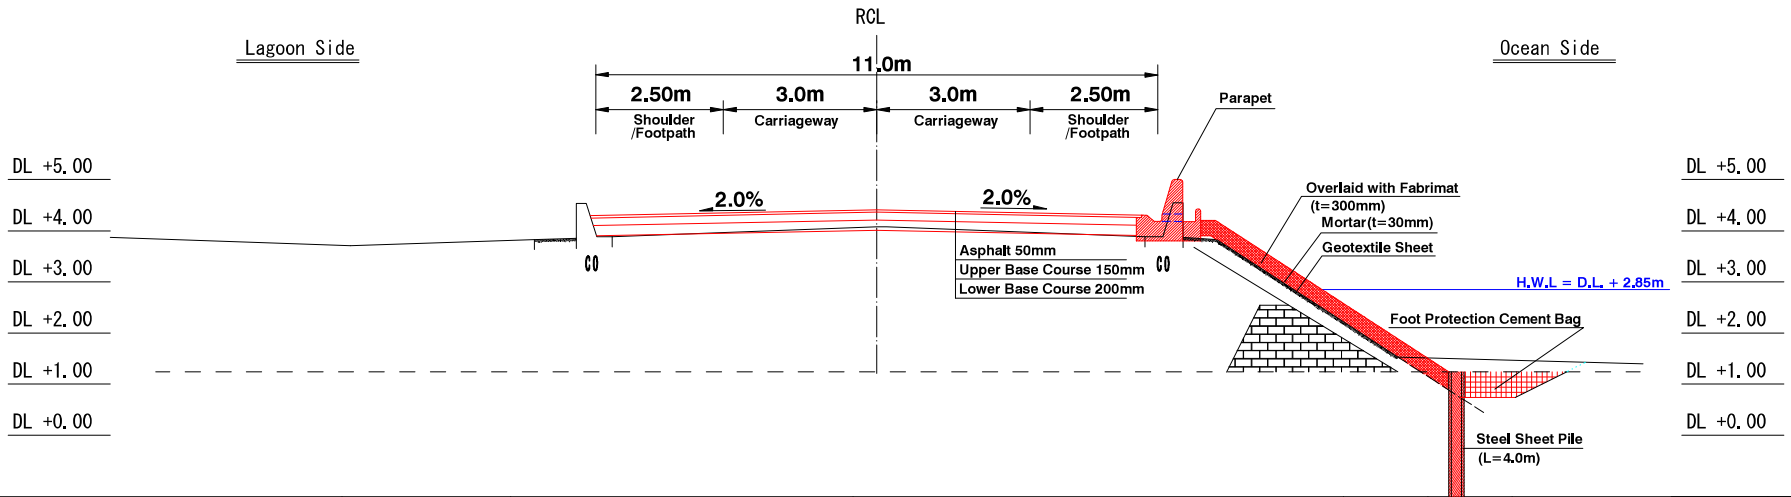 RCL
Lagoon Side
Ocean Side
11.0m
2.50m
3.0m
3.0m
2.50m
Shoulder
/Footpath
Carriageway
Carriageway
Shoulder
/Footpath
Parapet
DL +5.00
DL +5.00
2.0%
2.0%
Overlaid with Fabrimat
(t=300mm)
DL +4.00
Mortar(t=30mm)
DL +4.00
Geotextile Sheet
Asphalt 50mm
CO
CO
DL +3.00
Upper Base Course 150mm
DL +3.00
H.W.L = D.L. + 2.85m
Lower Base Course 200mm
DL +2.00
Foot Protection Cement Bag
DL +2.00
DL +1.00
DL +1.00
DL +0.00
DL +0.00
Steel Sheet Pile
(L=4.0m)